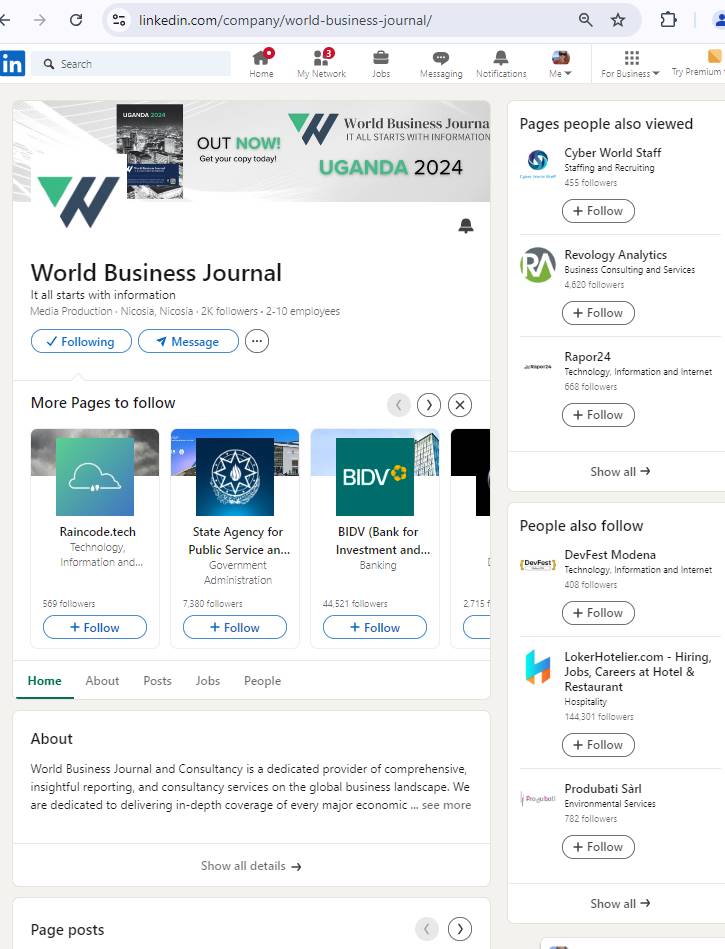 linkedin.com/company/world-business-journal/
in
Search
Home
3
My Network
Jobs
Messaging
Notifications
Me
For Business
Try Premium
UGANDA 2024
World Business Journal
OUT NOW!
Get your copy today!
World Business Journa
IT ALL STARTS WITH INFORMATION
UGANDA 2024
World Business Journal
It all starts with information
Media Production · Nicosia, Nicosia · 2K followers · 2-10 employees
Following
Message
More Pages to follow
Raincode.tech
Technology,
Information and...
569 followers
+ Follow
State Agency for
Public Service an...
Government
Administration
7,380 followers
+ Follow
BIDV
BIDV (Bank for
Investment and...
Banking
44,521 followers
+ Follow
2,715 f
Home
About
Posts
Jobs
People
About
World Business Journal and Consultancy is a dedicated provider of comprehensive,
insightful reporting, and consultancy services on the global business landscape. We
are dedicated to delivering in-depth coverage of every major economic ... see more
Show all details →
Page posts
Pages people also viewed
Cyber World Staff
Cyber World Staff
Staffing and Recruiting
455 followers
+ Follow
RA
Revology Analytics
Business Consulting and Services
4,620 followers
+ Follow
Rapor24
Rapor24
Technology, Information and Internet
668 followers
+ Follow
Show all →
People also follow
DevFest
DevFest Modena
Technology, Information and Internet
408 followers
+ Follow
LokerHotelier.com - Hiring,
Jobs, Careers at Hotel &
Restaurant
Hospitality
144,301 followers
+ Follow
Produbati
Produbati Sàrl
Environmental Services
782 followers
+ Follow
Show all →